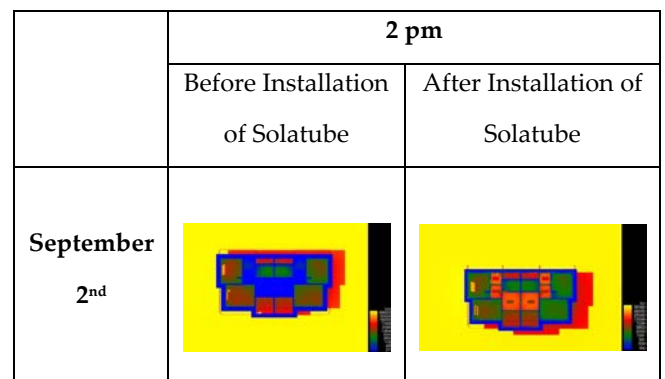 2 pm
Before Installation
of Solatube
After Installation of
Solatube
September
2nd